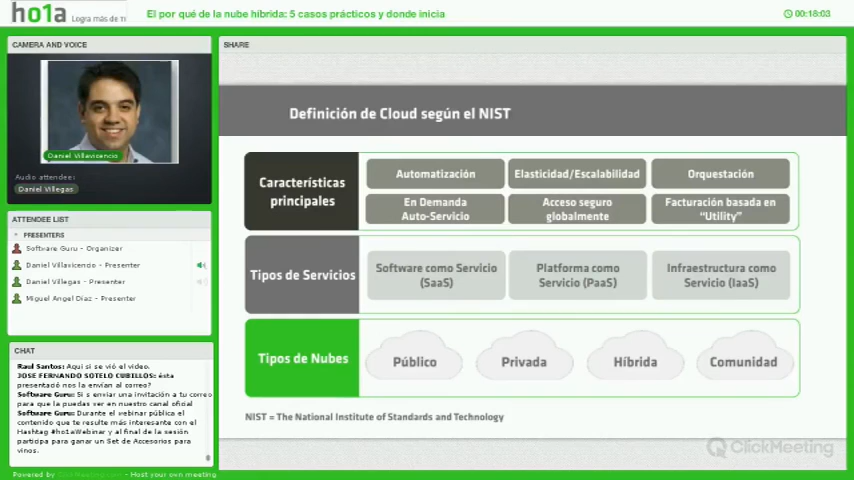 ho1a
Logra más de TI
El por qué de la nube híbrida: 5 casos prácticos y donde inicia
00:18:03
CAMERA AND VOICE
Daniel Villavicencio
Audio attendee:
Daniel Villegas
ATTENDEE LIST
PRESENTERS
Software Guru - Organizer
Daniel Villavicencio - Presenter
Daniel Villegas - Presenter
Miguel Angel Diaz - Presenter
CHAT
Raul Santos: Aqui si se vió el video.
JOSE FERNANDO SOTELO CUBILLOS: ésta
presentació nos la envían al correo?
Software Guru: Si s enviar una invitación a tu correo
para que la puedas ver en nuestro canal oficial
Software Guru: Durante el webinar pública el
contenido que te resulte más interesante con el
Hashtag #ho1aWebinar y al final de la sesión
participa para ganar un Set de Accesorios para
vinos.
Powered by ClickMeeting.com - Host your own meeting
SHARE
Definición de Cloud según el NIST
Características
principales
Automatización
Elasticidad/Escalabilidad
Orquestación
En Demanda
Auto-Servicio
Acceso seguro
globalmente
Facturación basada en
“Utility”
Tipos de Servicios
Software como Servicio
(SaaS)
Platforma como
Servicio (PaaS)
Infraestructura como
Servicio (IaaS)
Tipos de Nubes
Público
Privada
Híbrida
Comunidad
NIST = The National Institute of Standards and Technology
ClickMeeting